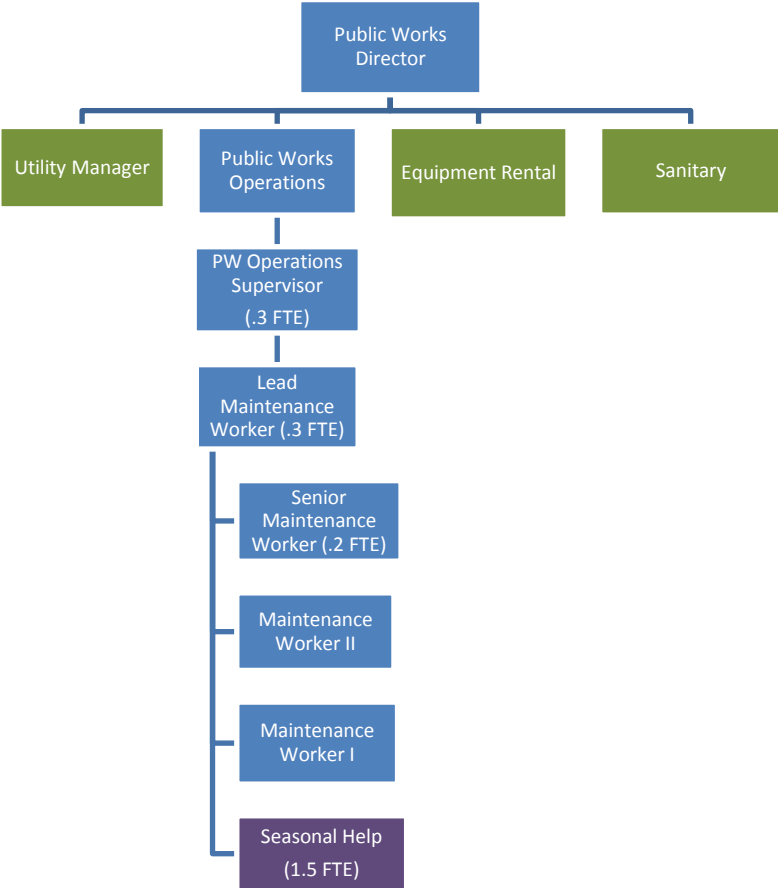 Public Works
Director
Utility Manager
Public Works
Operations
Equipment Rental
Sanitary
PW Operations
Supervisor
(.3 FTE)
Lead
Maintenance
Worker (.3 FTE)
Senior
Maintenance
Worker (.2 FTE)
Maintenance
Worker II
Maintenance
Worker I
Seasonal Help
(1.5 FTE)